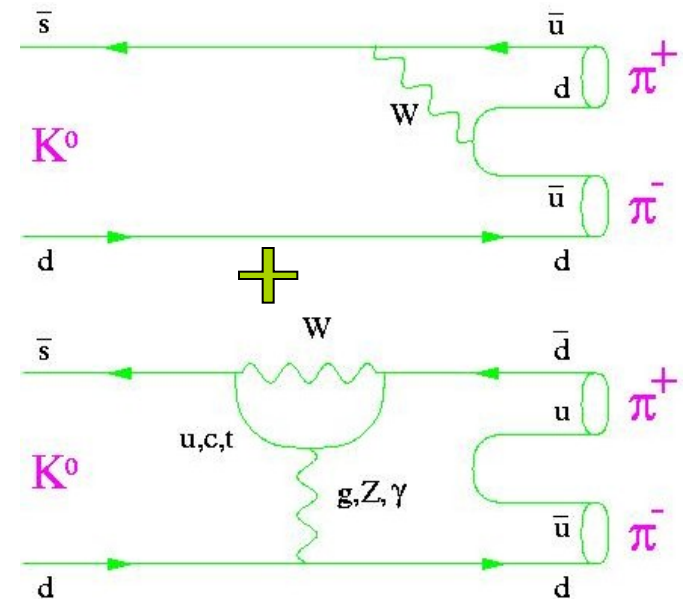 s̅ u̅
π⁺
d
W
K⁰
u̅
π⁻
d d
W
s̅ d̅
π⁺
u
u,c,t
K⁰
g,Z,γ
u̅
π⁻
d d